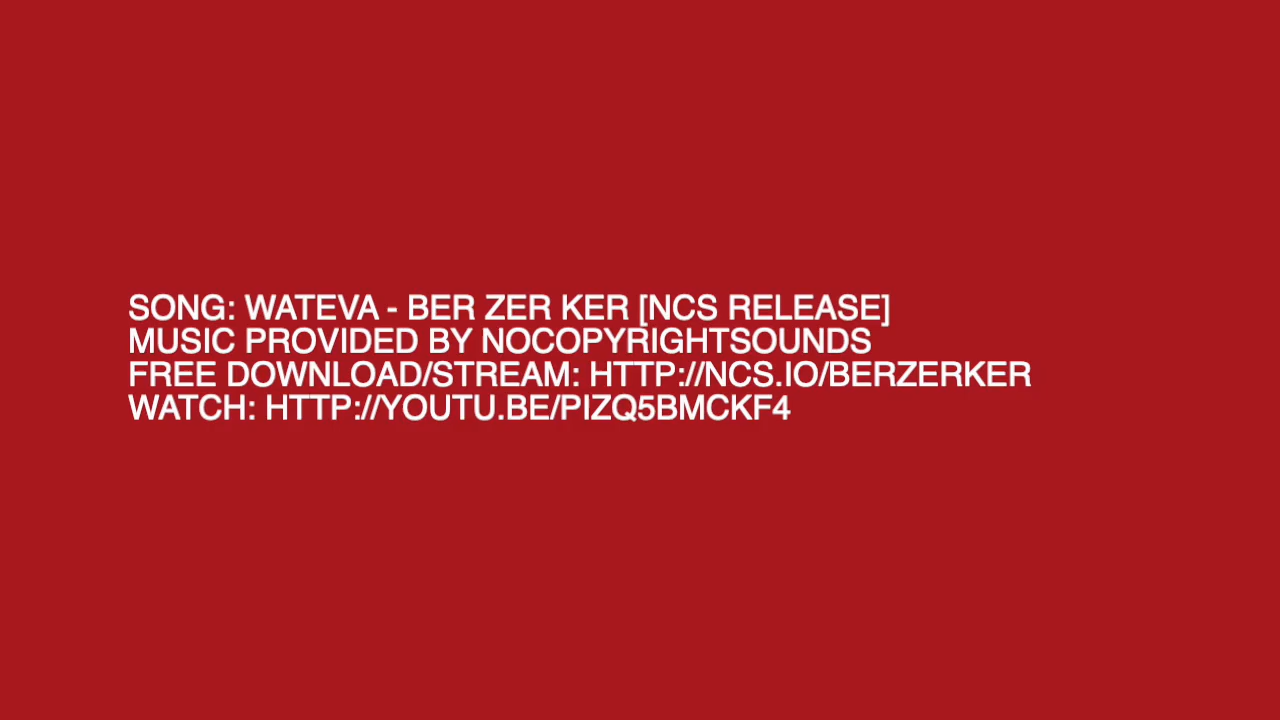 SONG: WATEVA - BER ZER KER [NCS RELEASE]
MUSIC PROVIDED BY NOCOPYRIGHTSOUNDS
FREE DOWNLOAD/STREAM: HTTP://NCS.IO/BERZERKER
WATCH: HTTP://YOUTU.BE/PIZQ5BMCKF4